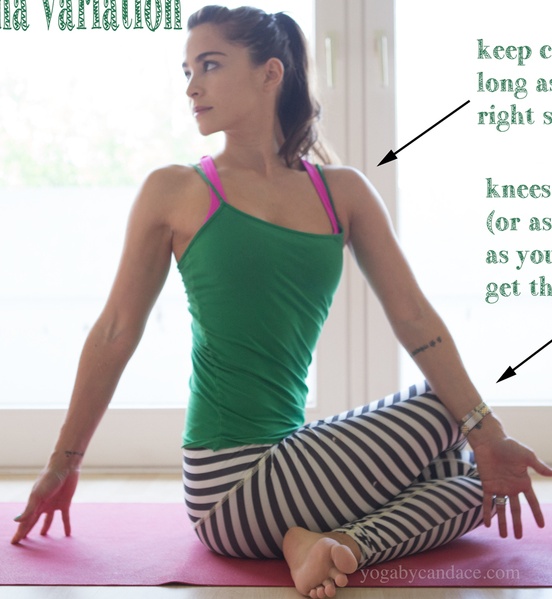 na variation
keep c
long as
right s
knees
(or as
as you
get th
yogabycandace.com